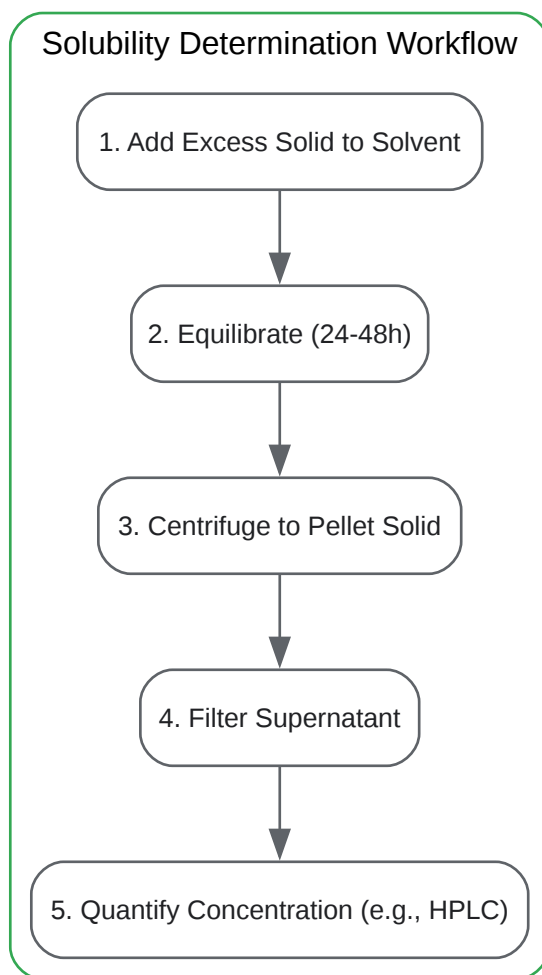 Solubility Determination Workflow
1. Add Excess Solid to Solvent
2. Equilibrate (24-48h)
3. Centrifuge to Pellet Solid
4. Filter Supernatant
5. Quantify Concentration (e.g., HPLC)